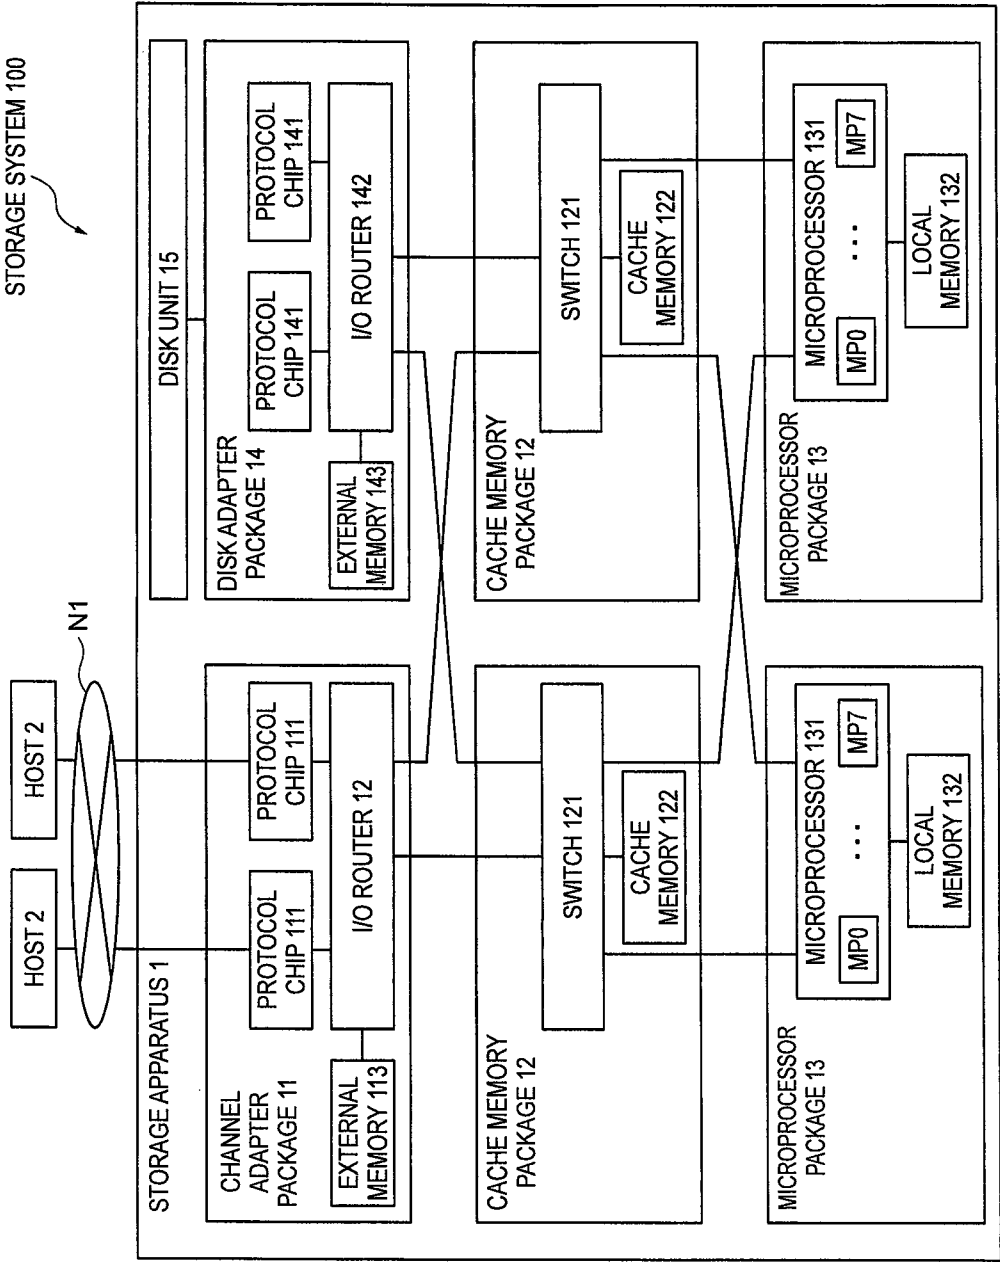 STORAGE SYSTEM 100
HOST 2
HOST 2
N1
STORAGE APPARATUS 1
CHANNEL
ADAPTER
PACKAGE 11
PROTOCOL
CHIP 111
PROTOCOL
CHIP 111
I/O ROUTER 12
EXTERNAL
MEMORY 113
DISK UNIT 15
DISK ADAPTER
PACKAGE 14
PROTOCOL
CHIP 141
PROTOCOL
CHIP 141
I/O ROUTER 142
EXTERNAL
MEMORY 143
CACHE MEMORY
PACKAGE 12
SWITCH 121
CACHE
MEMORY 122
CACHE MEMORY
PACKAGE 12
SWITCH 121
CACHE
MEMORY 122
MICROPROCESSOR
PACKAGE 13
MICROPROCESSOR 131
MP0
...
MP7
LOCAL
MEMORY 132
MICROPROCESSOR
PACKAGE 13
MICROPROCESSOR 131
MP0
...
MP7
LOCAL
MEMORY 132